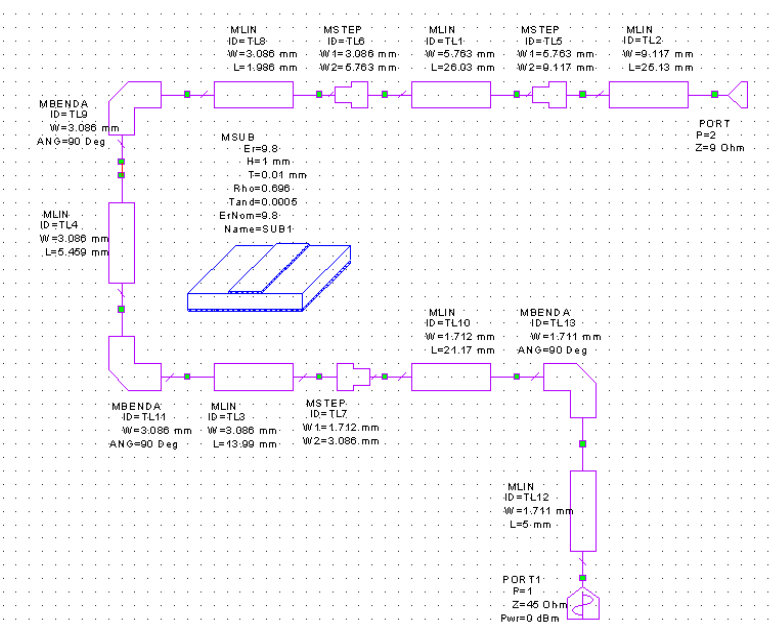 MLIN
ID=TL8
W=3.086 mm
L=1.986 mm
MSTEP
ID=TL6
W1=3.086 mm
W2=5.763 mm
MLIN
ID=TL1
W=5.763 mm
L=26.03 mm
MSTEP
ID=TL5
W1=5.763 mm
W2=9.117 mm
MLIN
ID=TL2
W=9.117 mm
L=25.13 mm
MBENDA
ID=TL9
W=3.086 mm
ANG=90 Deg
PORT
P=2
Z=9 Ohm
MSUB
Er=9.8
H=1 mm
T=0.01 mm
Rho=0.696
Tand=0.0005
ErNom=9.8
Name=SUB1
MLIN
ID=TL4
W=3.086 mm
L=5.459 mm
MLIN
ID=TL10
W=1.712 mm
L=21.17 mm
MBENDA
ID=TL13
W=1.711 mm
ANG=90 Deg
MBENDA
ID=TL11
W=3.086 mm
ANG=90 Deg
MLIN
ID=TL3
W=3.086 mm
L=13.99 mm
MSTEP
ID=TL7
W1=1.712 mm
W2=3.086 mm
MLIN
ID=TL12
W=1.711 mm
L=5 mm
PORT1
P=1
Z=45 Ohm
Pwr=0 dBm